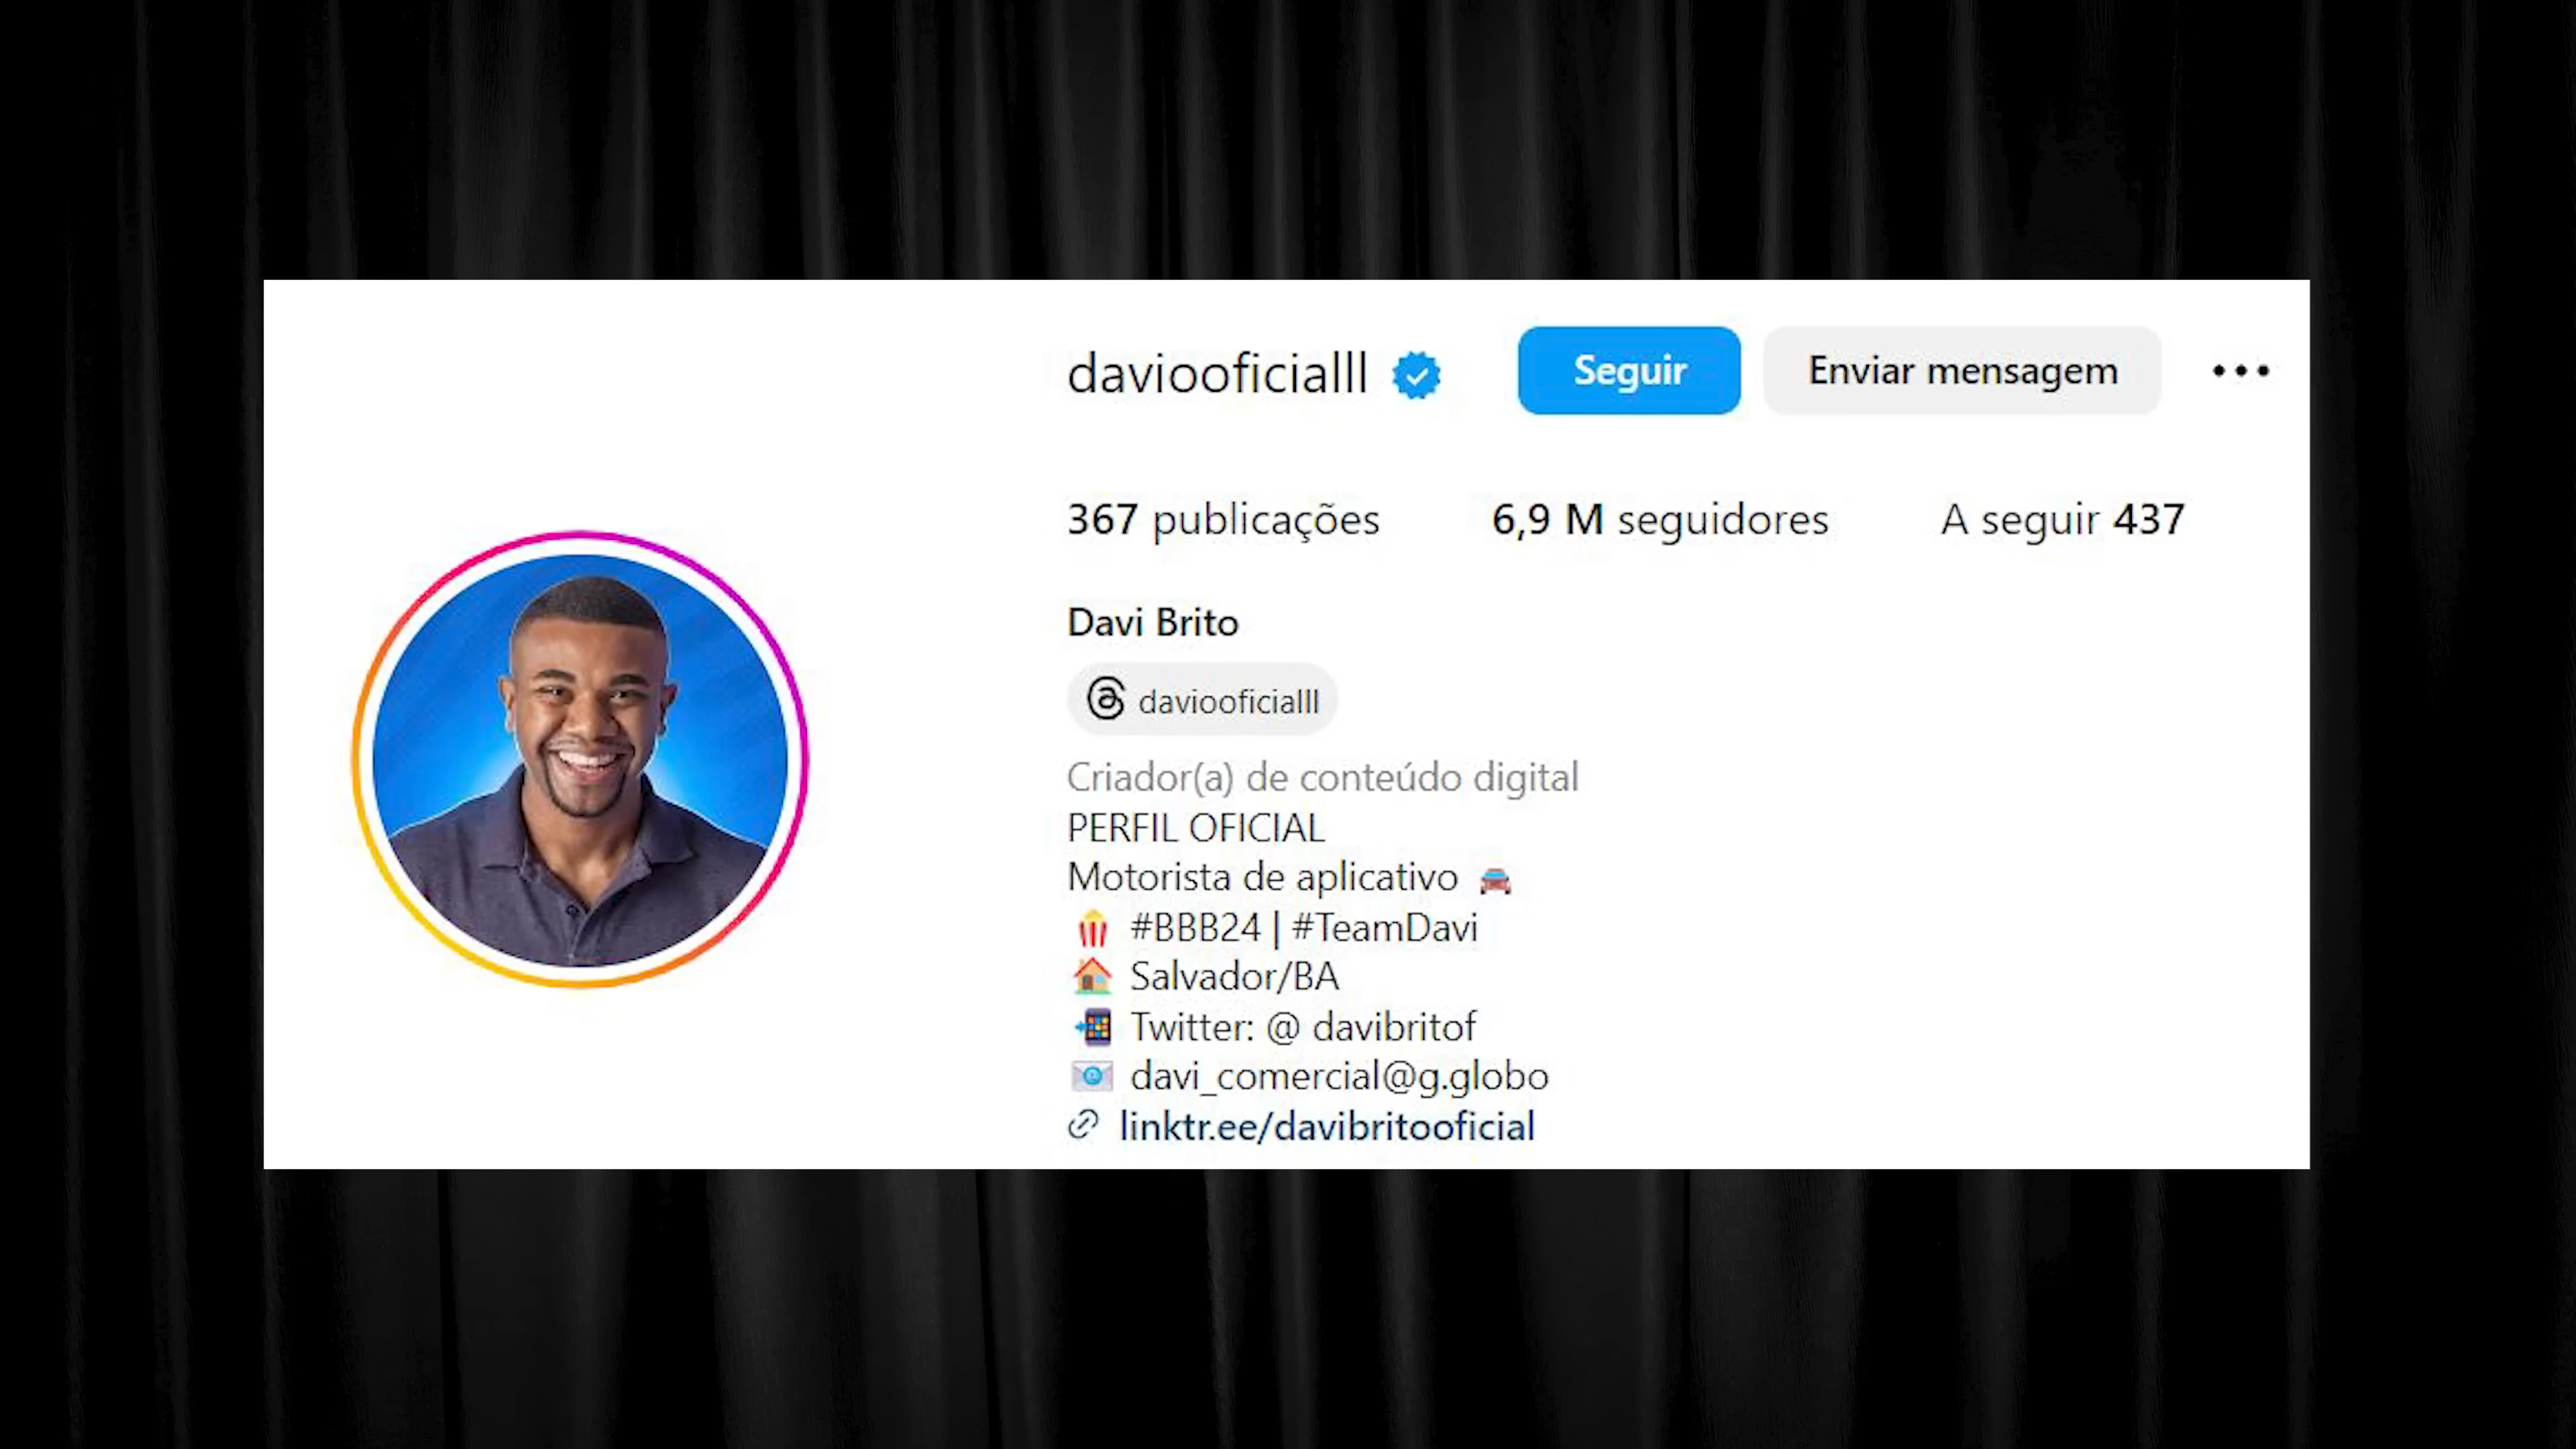 daviooficialll
Seguir
Enviar mensagem
367 publicações
6,9 M seguidores
A seguir 437
Davi Brito
daviooficialll
Criador(a) de conteúdo digital
PERFIL OFICIAL
Motorista de aplicativo 🚘
🍿 #BBB24 | #TeamDavi
🏠 Salvador/BA
📲 Twitter: @ davibritof
📧 davi_comercial@g.globo
linktr.ee/davibritooficial